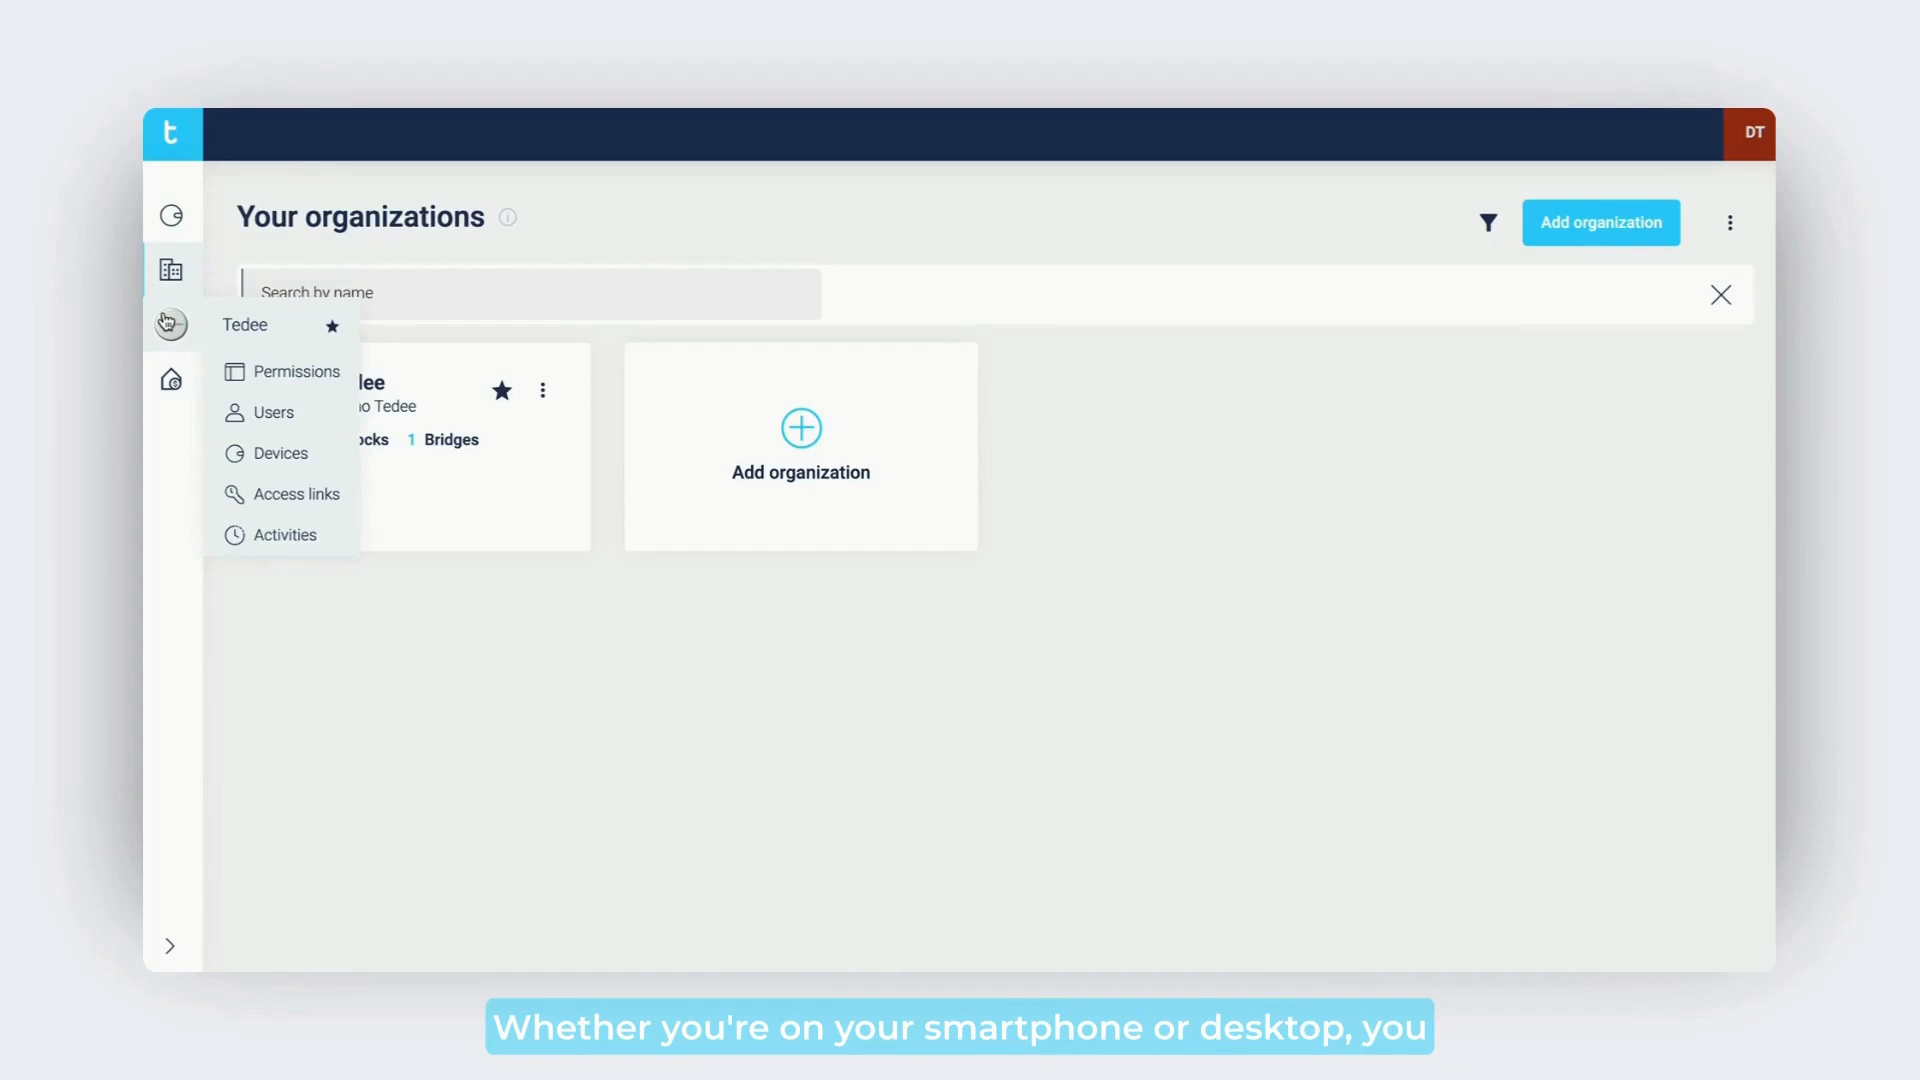 t
DT
Your organizations
Add organization
Search by name
Tedee
Permissions
Users
Devices
Access links
Activities
lee
o Tedee
ocks 1 Bridges
Add organization
Whether you're on your smartphone or desktop, you